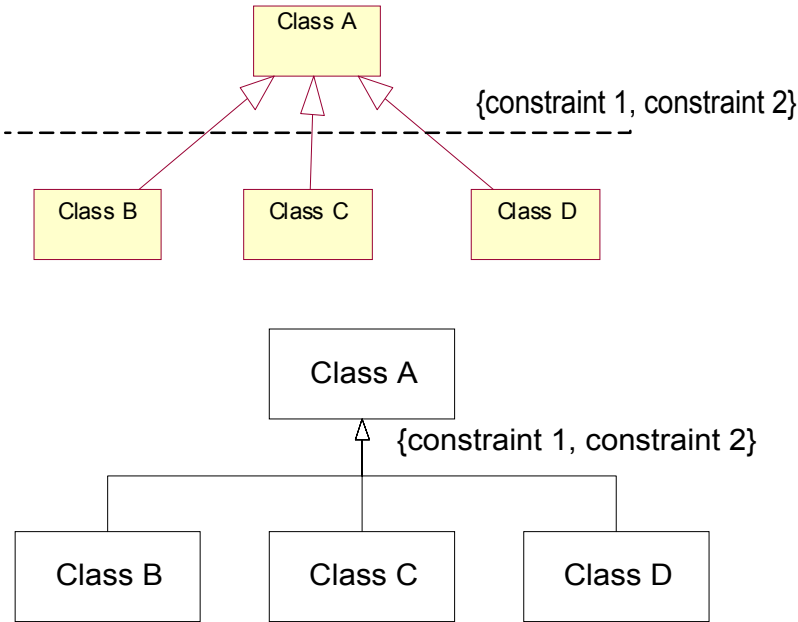 Class A
{constraint 1, constraint 2}
Class B Class C Class D
Class A
{constraint 1, constraint 2}
Class B Class C Class D